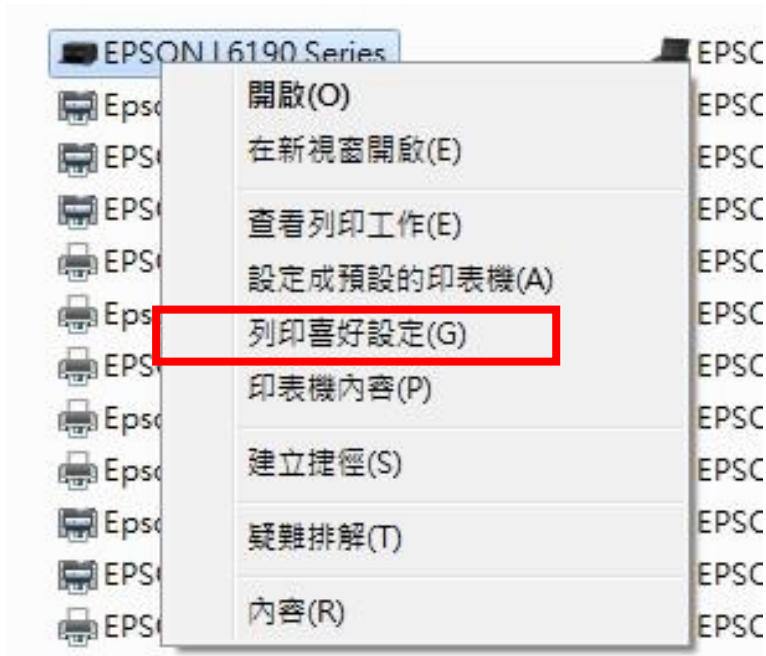 EPSON L6190 Series
開啟(O)
在新視窗開啟(E)
查看列印工作(E)
設定成預設的印表機(A)
列印喜好設定(G)
印表機內容(P)
建立捷徑(S)
疑難排解(T)
內容(R)